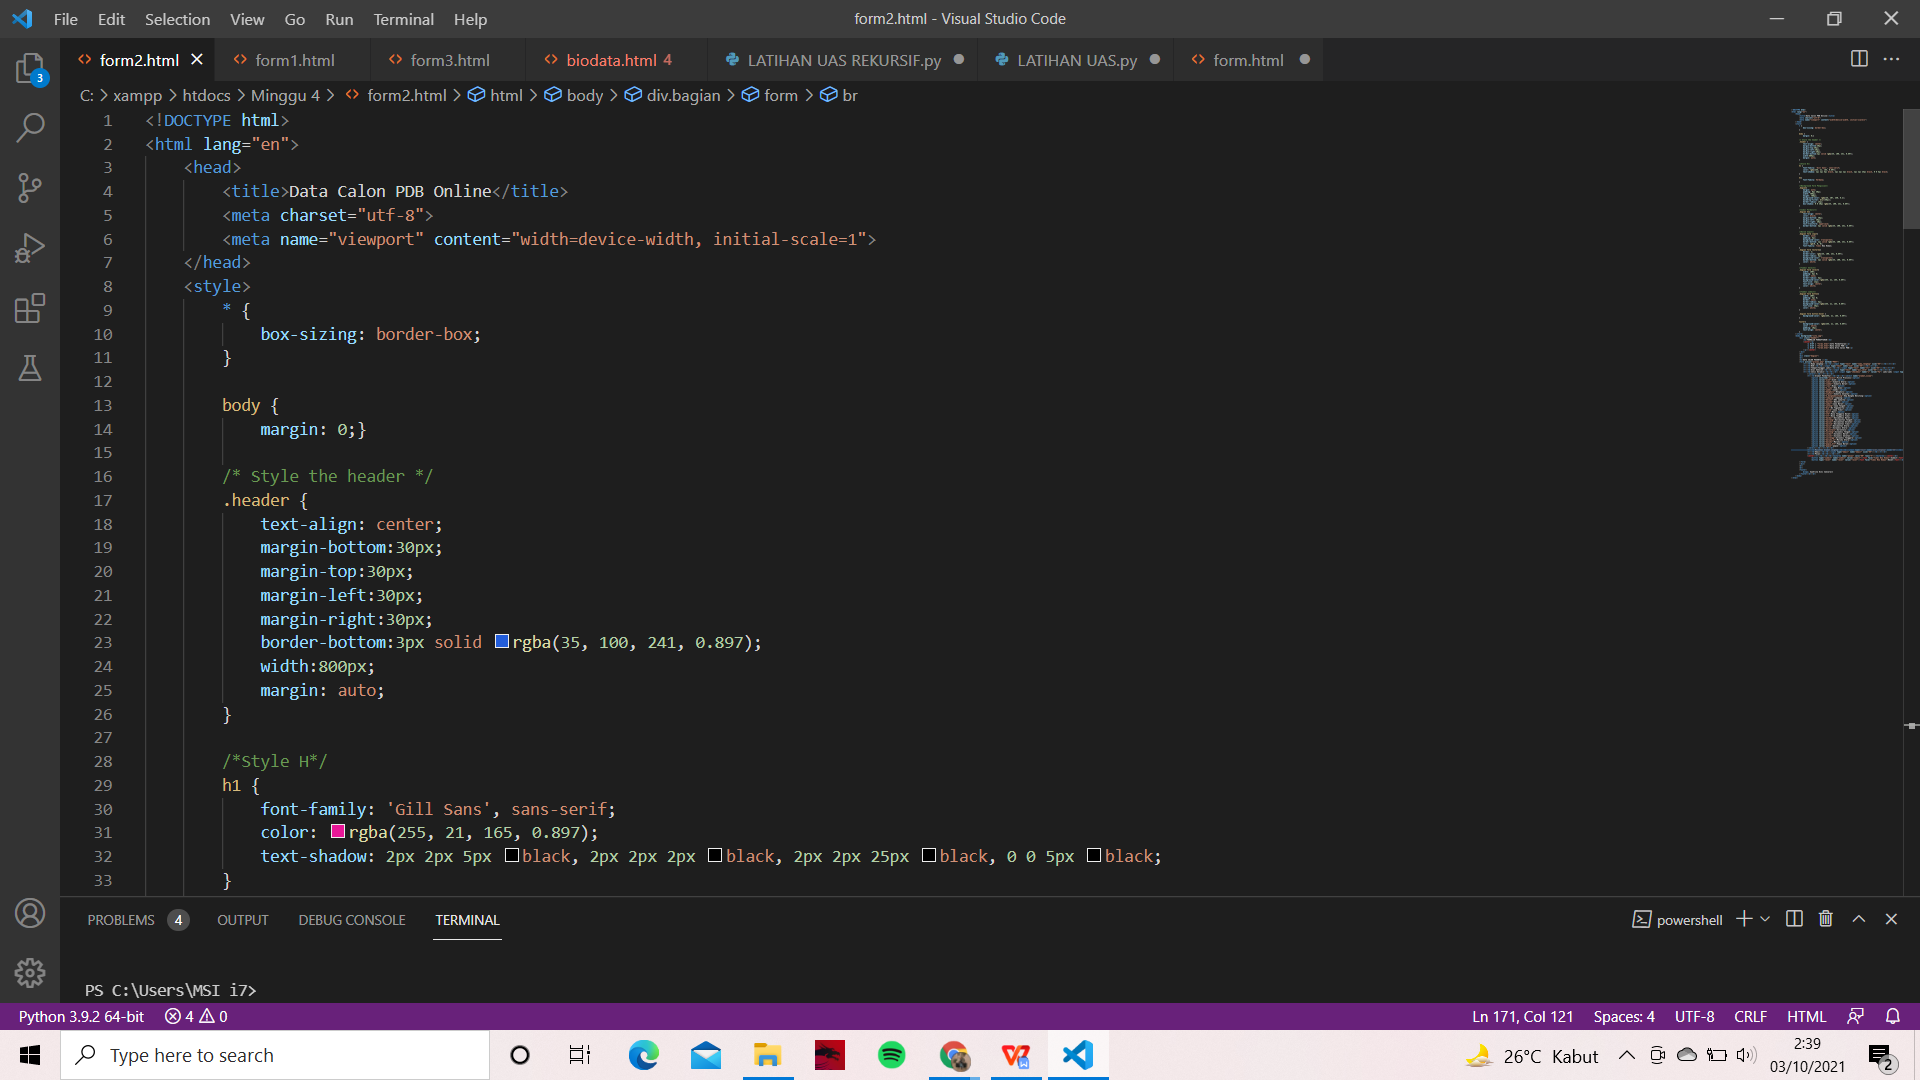 File Edit Selection View Go Run Terminal Help form2.html - Visual Studio Code
form2.html form1.html form3.html biodata.html 4 LATIHAN UAS REKURSIF.py LATIHAN UAS.py form.html
C: > xampp > htdocs > Minggu 4 > form2.html > html > body > div.bagian > form > br
1 <!DOCTYPE html>
2 <html lang="en">
3 <head>
4 <title>Data Calon PDB Online</title>
5 <meta charset="utf-8">
6 <meta name="viewport" content="width=device-width, initial-scale=1">
7 </head>
8 <style>
9 * {
10 box-sizing: border-box;
11 }
12
13 body {
14 margin: 0;}
15
16 /* Style the header */
17 .header {
18 text-align: center;
19 margin-bottom:30px;
20 margin-top:30px;
21 margin-left:30px;
22 margin-right:30px;
23 border-bottom:3px solid rgba(35, 100, 241, 0.897);
24 width:800px;
25 margin: auto;
26 }
27
28 /*Style H*/
29 h1 {
30 font-family: 'Gill Sans', sans-serif;
31 color: rgba(255, 21, 165, 0.897);
32 text-shadow: 2px 2px 5px black, 2px 2px 2px black, 2px 2px 25px black, 0 0 5px black;
33 }
3
PROBLEMS 4 OUTPUT DEBUG CONSOLE TERMINAL powershell
PS C:\Users\MSI i7>
Python 3.9.2 64-bit 4 0 Ln 171, Col 121 Spaces: 4 UTF-8 CRLF HTML
Type here to search 26°C Kabut 2:39
03/10/2021 2